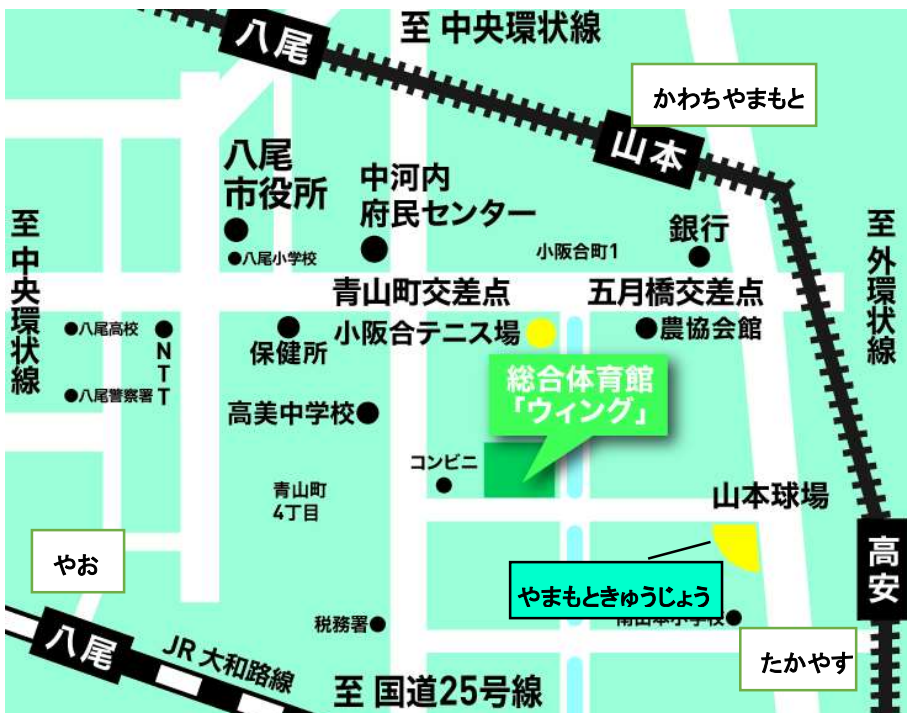 八尾
至 中央環状線
かわちやまもと
山本
八尾
市役所
中河内
府民センター
八尾小学校
小阪合町1
銀行
至 中央環状線
至 外環状線
青山町交差点
五月橋交差点
八尾高校
NTT
保健所
小阪合テニス場
農協会館
八尾警察署
総合体育館
「ウィング」
高美中学校
コンビニ
青山町
4丁目
山本球場
高安
やお
やまもときゅうじょう
税務署
南山本小学校
八尾
JR 大和路線
至 国道25号線
たかやす